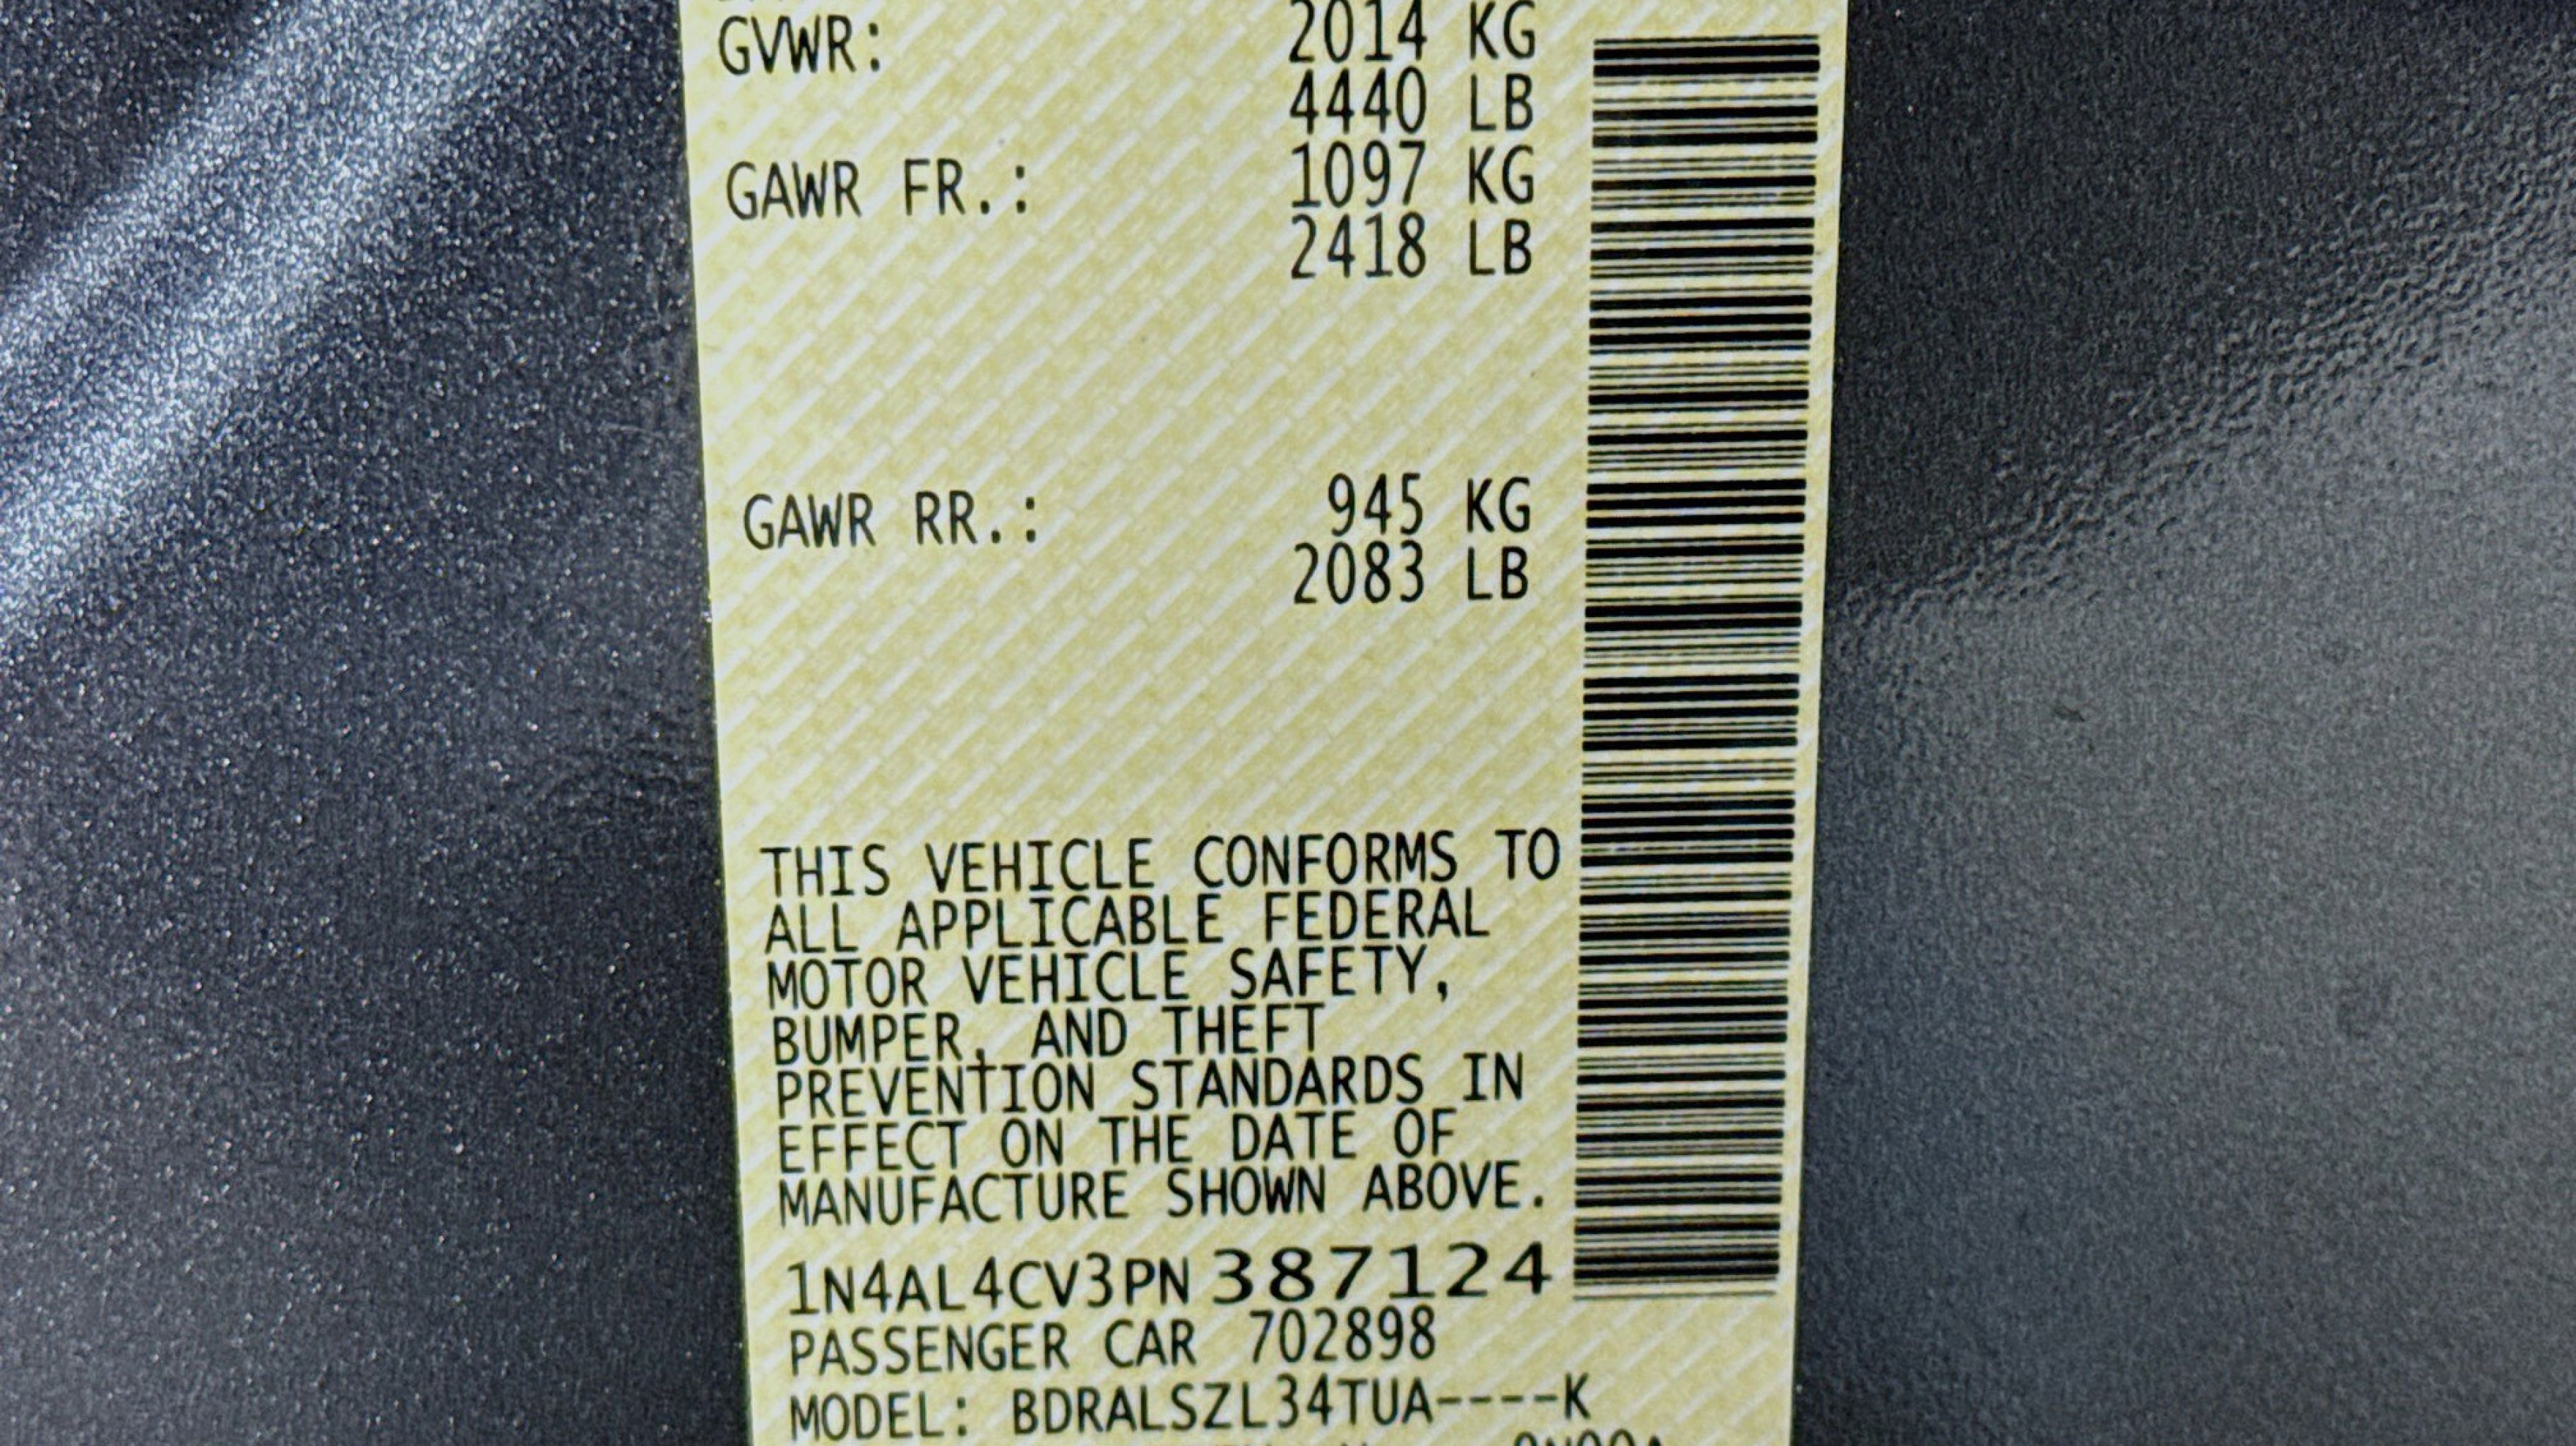 GVWR: 2014 KG
4440 LB
GAWR FR.: 1097 KG
2418 LB
GAWR RR.: 945 KG
2083 LB
THIS VEHICLE CONFORMS TO
ALL APPLICABLE FEDERAL
MOTOR VEHICLE SAFETY,
BUMPER, AND THEFT
PREVENTION STANDARDS IN
EFFECT ON THE DATE OF
MANUFACTURE SHOWN ABOVE.
1N4AL4CV3PN 387124
PASSENGER CAR 702898
MODEL: BDRALSZL34TUA----K